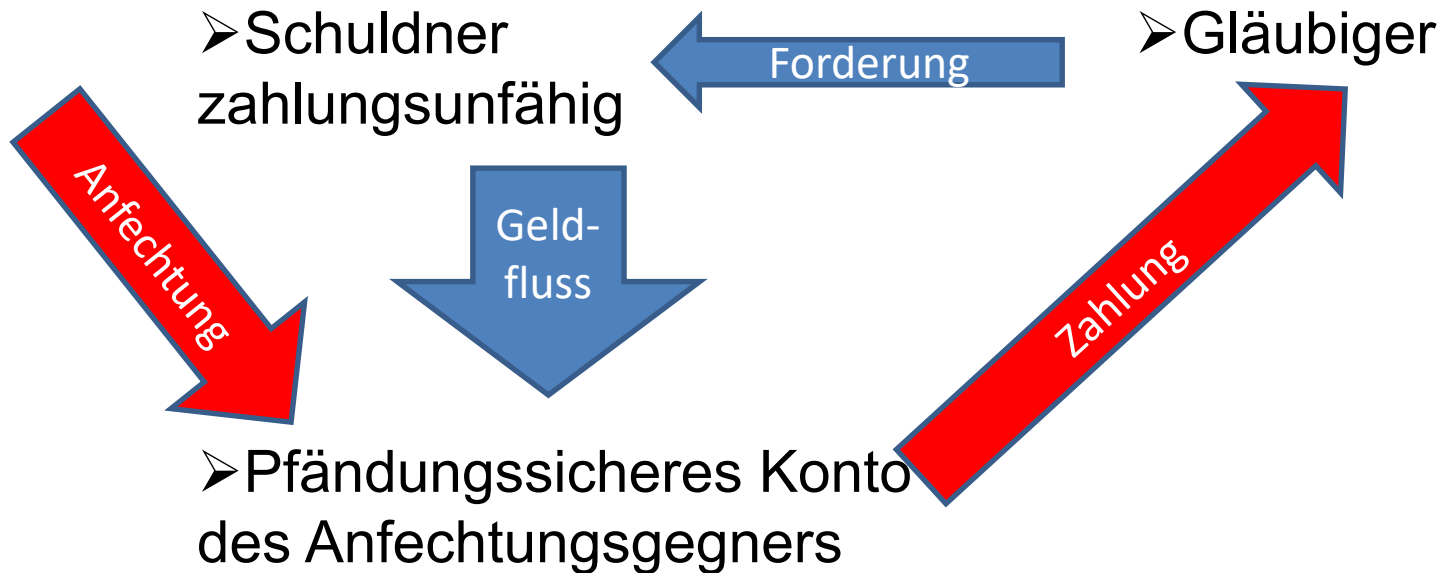 ➢Schuldner
zahlungsunfähig
Forderung
➢Gläubiger
Anfechtung
Geld-
fluss
Zahlung
➢Pfändungssicheres Konto
des Anfechtungsgegners